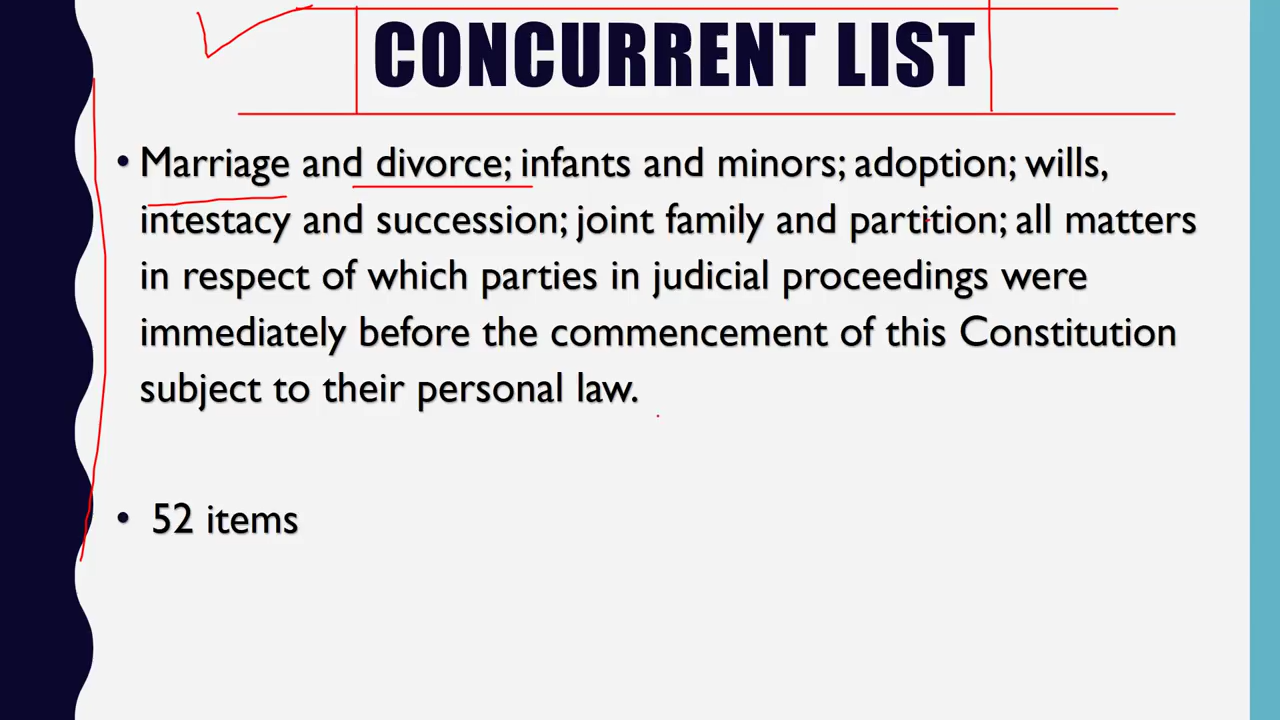 CONCURRENT LIST
• Marriage and divorce; infants and minors; adoption; wills,
intestacy and succession; joint family and partition; all matters
in respect of which parties in judicial proceedings were
immediately before the commencement of this Constitution
subject to their personal law.
• 52 items